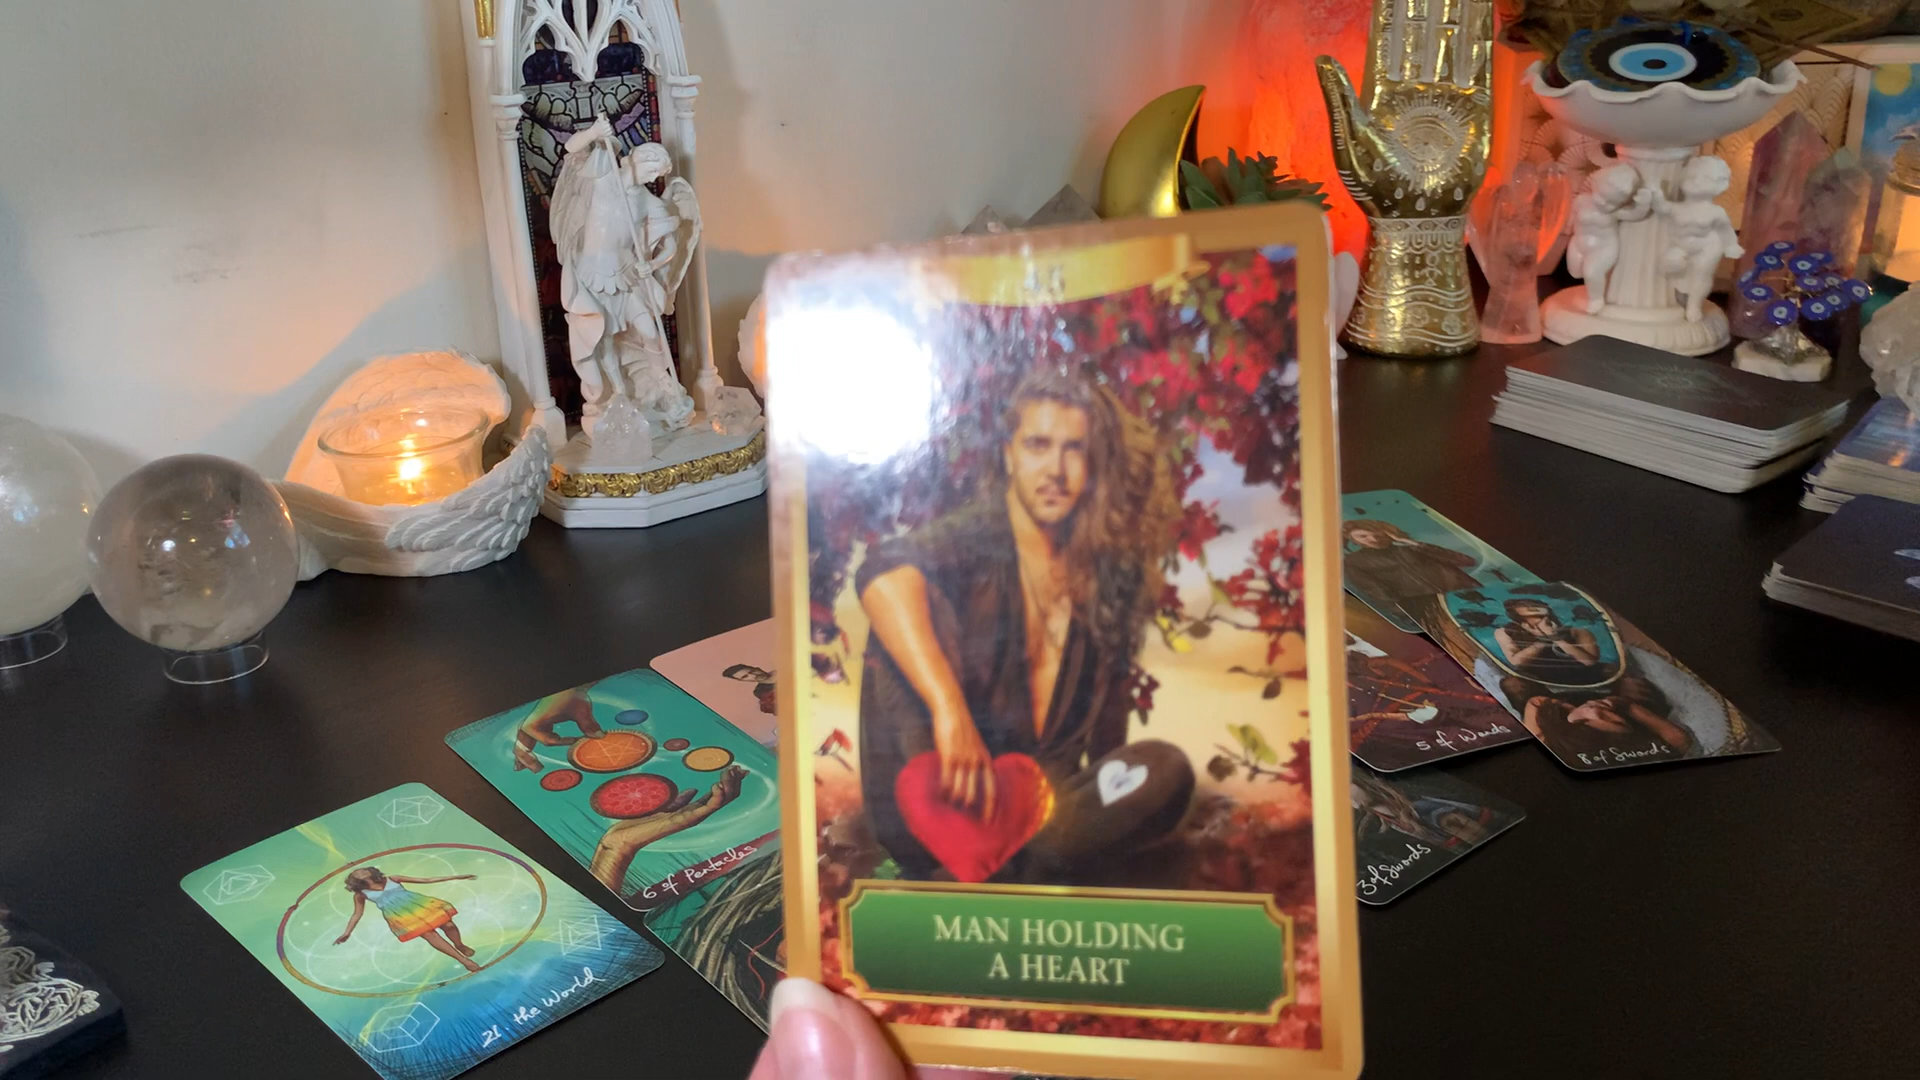 MAN HOLDING
A HEART
5 of Wands
8 of Swords
6 of Pentacles
3 of Swords
21. the World